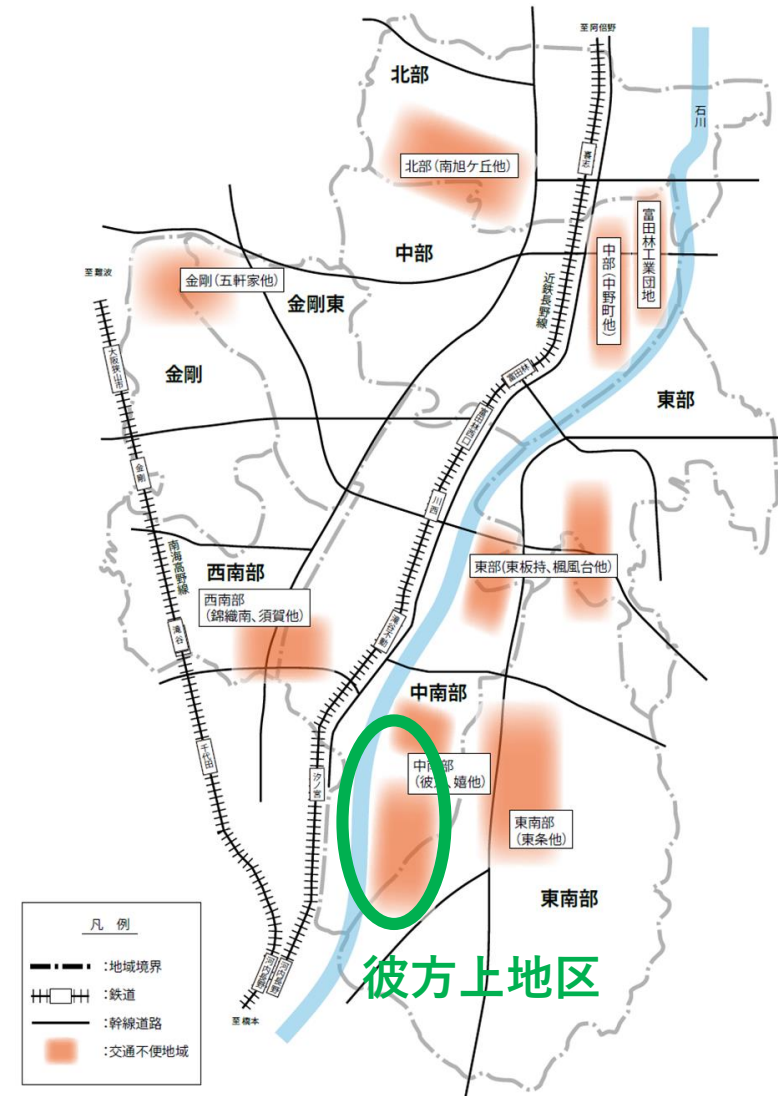 至阿倍野
北部
石川
喜志
北部(南旭ケ丘他)
富田林工業団地
中部(中野町他)
中部
至難波
金剛(五軒家他)
金剛東
近鉄長野線
大阪狭山市
金剛
富田林
東部
富田林西口
金剛
川西
南海高野線
東部(東板持、楓風台他)
西南部
西南部
(錦織南、須賀他)
滝谷
滝谷不動
中南部
千代田
汐ノ宮
中南部
(彼方、嬉他)
東南部
(東条他)
東南部
彼方上地区
河内長野
河内長野
至橋本
凡 例
:地域境界
:鉄道
:幹線道路
:交通不便地域